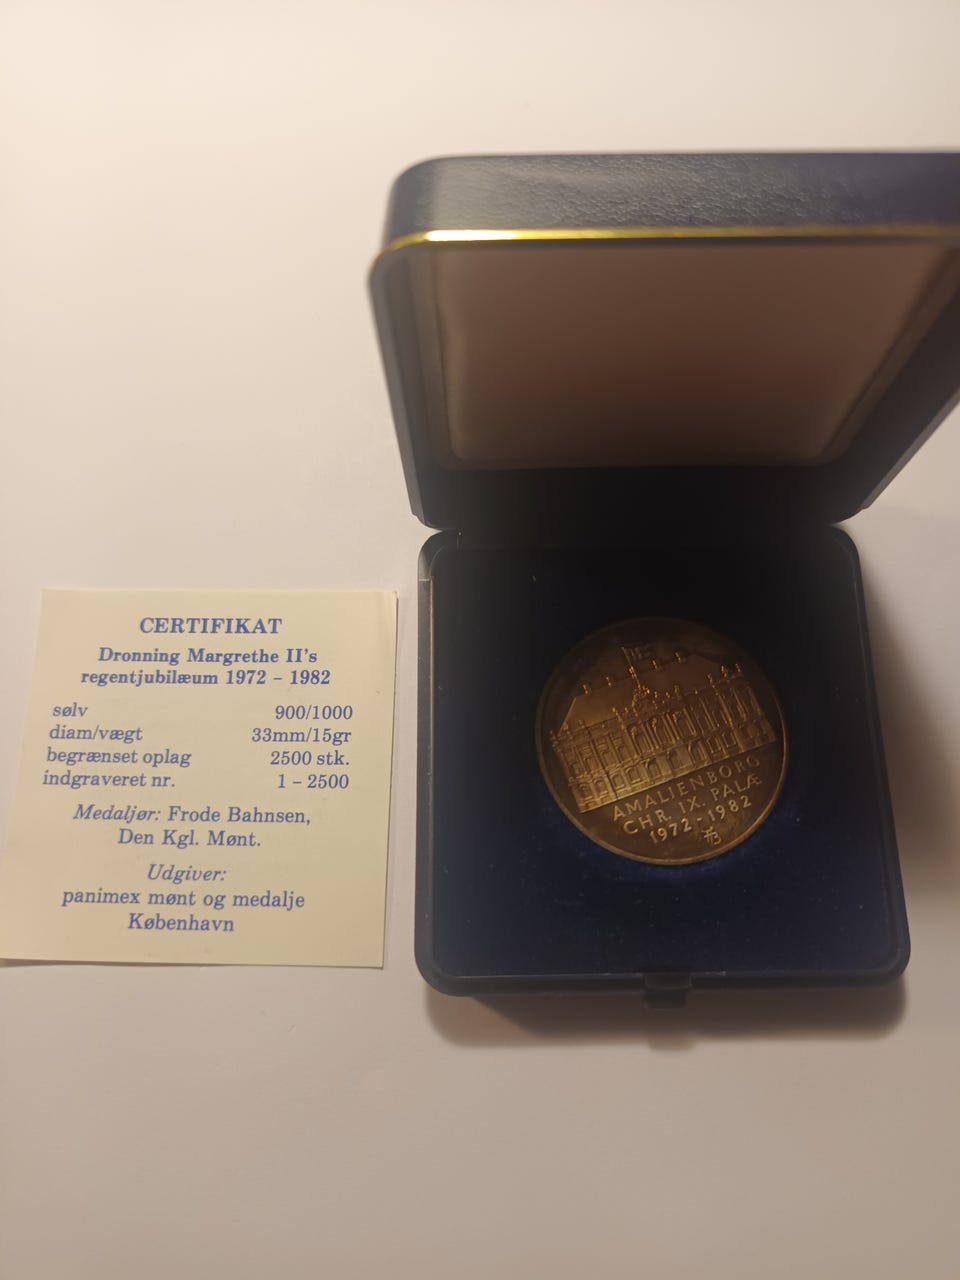 CERTIFIKAT
Dronning Margrethe II's
regentjubilæum 1972 – 1982
sølv 900/1000
diam/vægt 33mm/15gr
begrænset oplag 2500 stk.
indgraveret nr. 1 – 2500
Medaljør: Frode Bahnsen,
Den Kgl. Mønt.
Udgiver:
panimex mønt og medalje
København
AMALIENBORG
CHR. IX. PALÆ
1972-1982